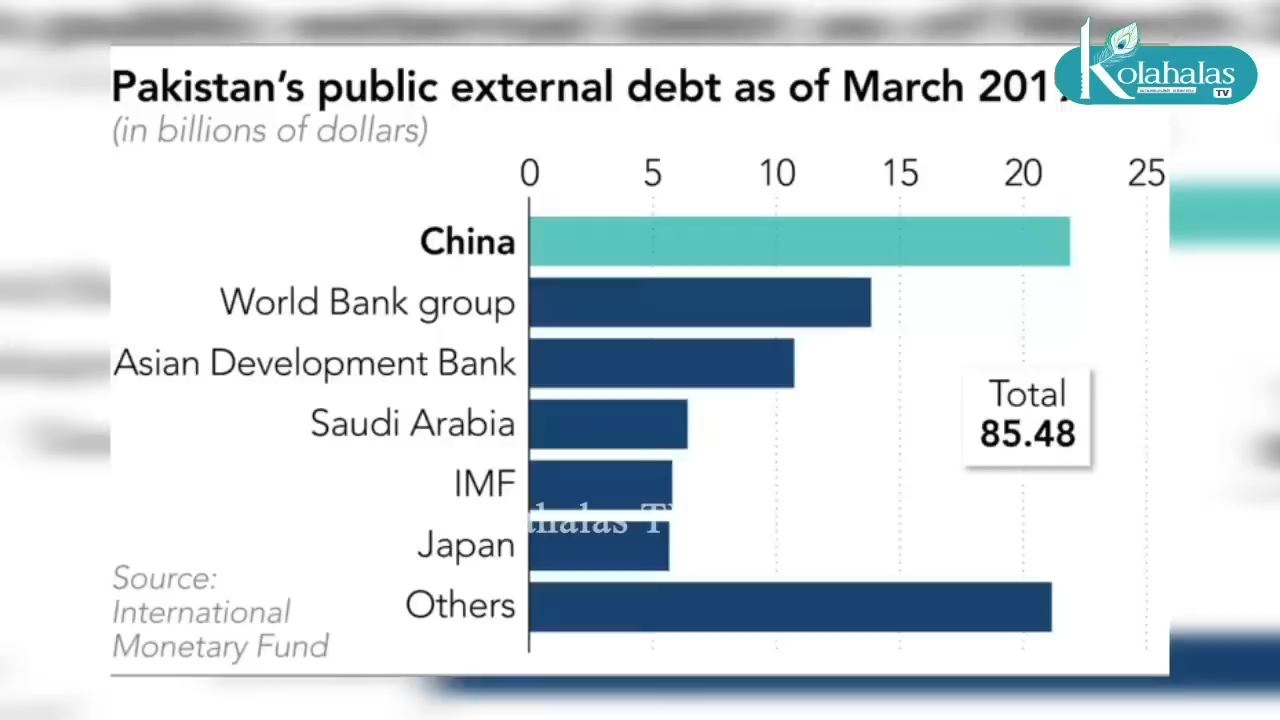 Pakistan's public external debt as of March 201
(in billions of dollars)
Kolahalas
TV
0 5 10 15 20 25
China
World Bank group
Asian Development Bank
Saudi Arabia
IMF
Japan
Others
Total
85.48
ahalas T
Source:
International
Monetary Fund